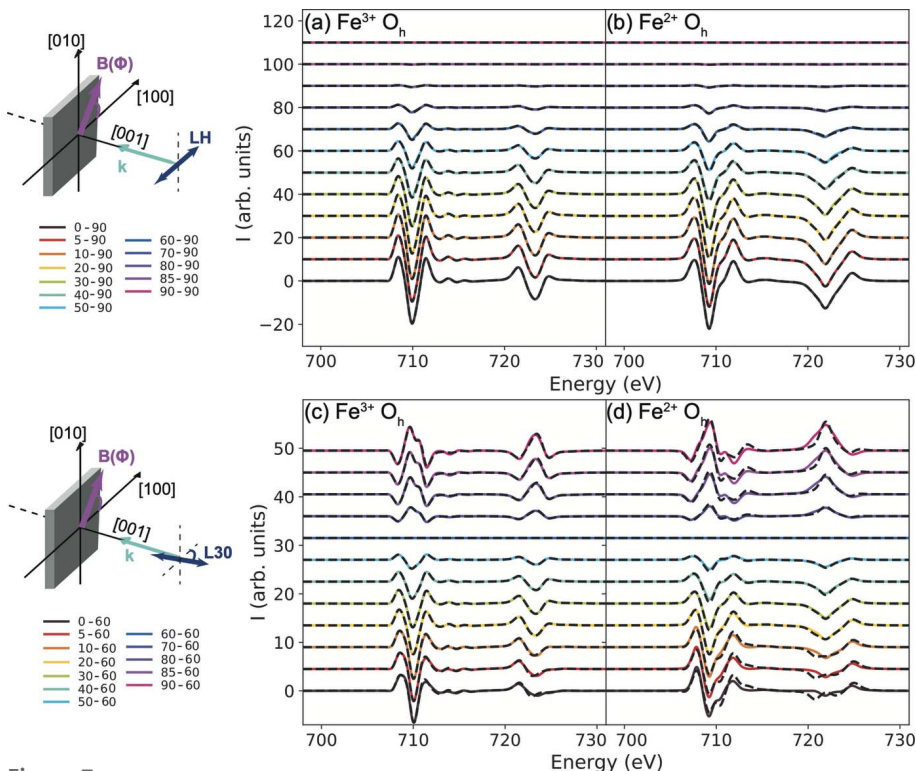 [010]
B(Φ)
[100]
[001]
LH
k
0-90
5-90
10-90
20-90
30-90
40-90
50-90
60-90
70-90
80-90
85-90
90-90
(a) Fe³⁺ Oₕ
(b) Fe²⁺ Oₕ
I (arb. units)
100
80
60
40
20
0
−20
700 710 720 730
700 710 720 730
Energy (eV)
Energy (eV)
[010]
B(Φ)
[100]
[001]
L30
k
0-60
5-60
10-60
20-60
30-60
40-60
50-60
60-60
70-60
80-60
85-60
90-60
(c) Fe³⁺ Oₕ
(d) Fe²⁺ Oₕ
I (arb. units)
50
40
30
20
10
0
700 710 720 730
700 710 720 730
Energy (eV)
Energy (eV)